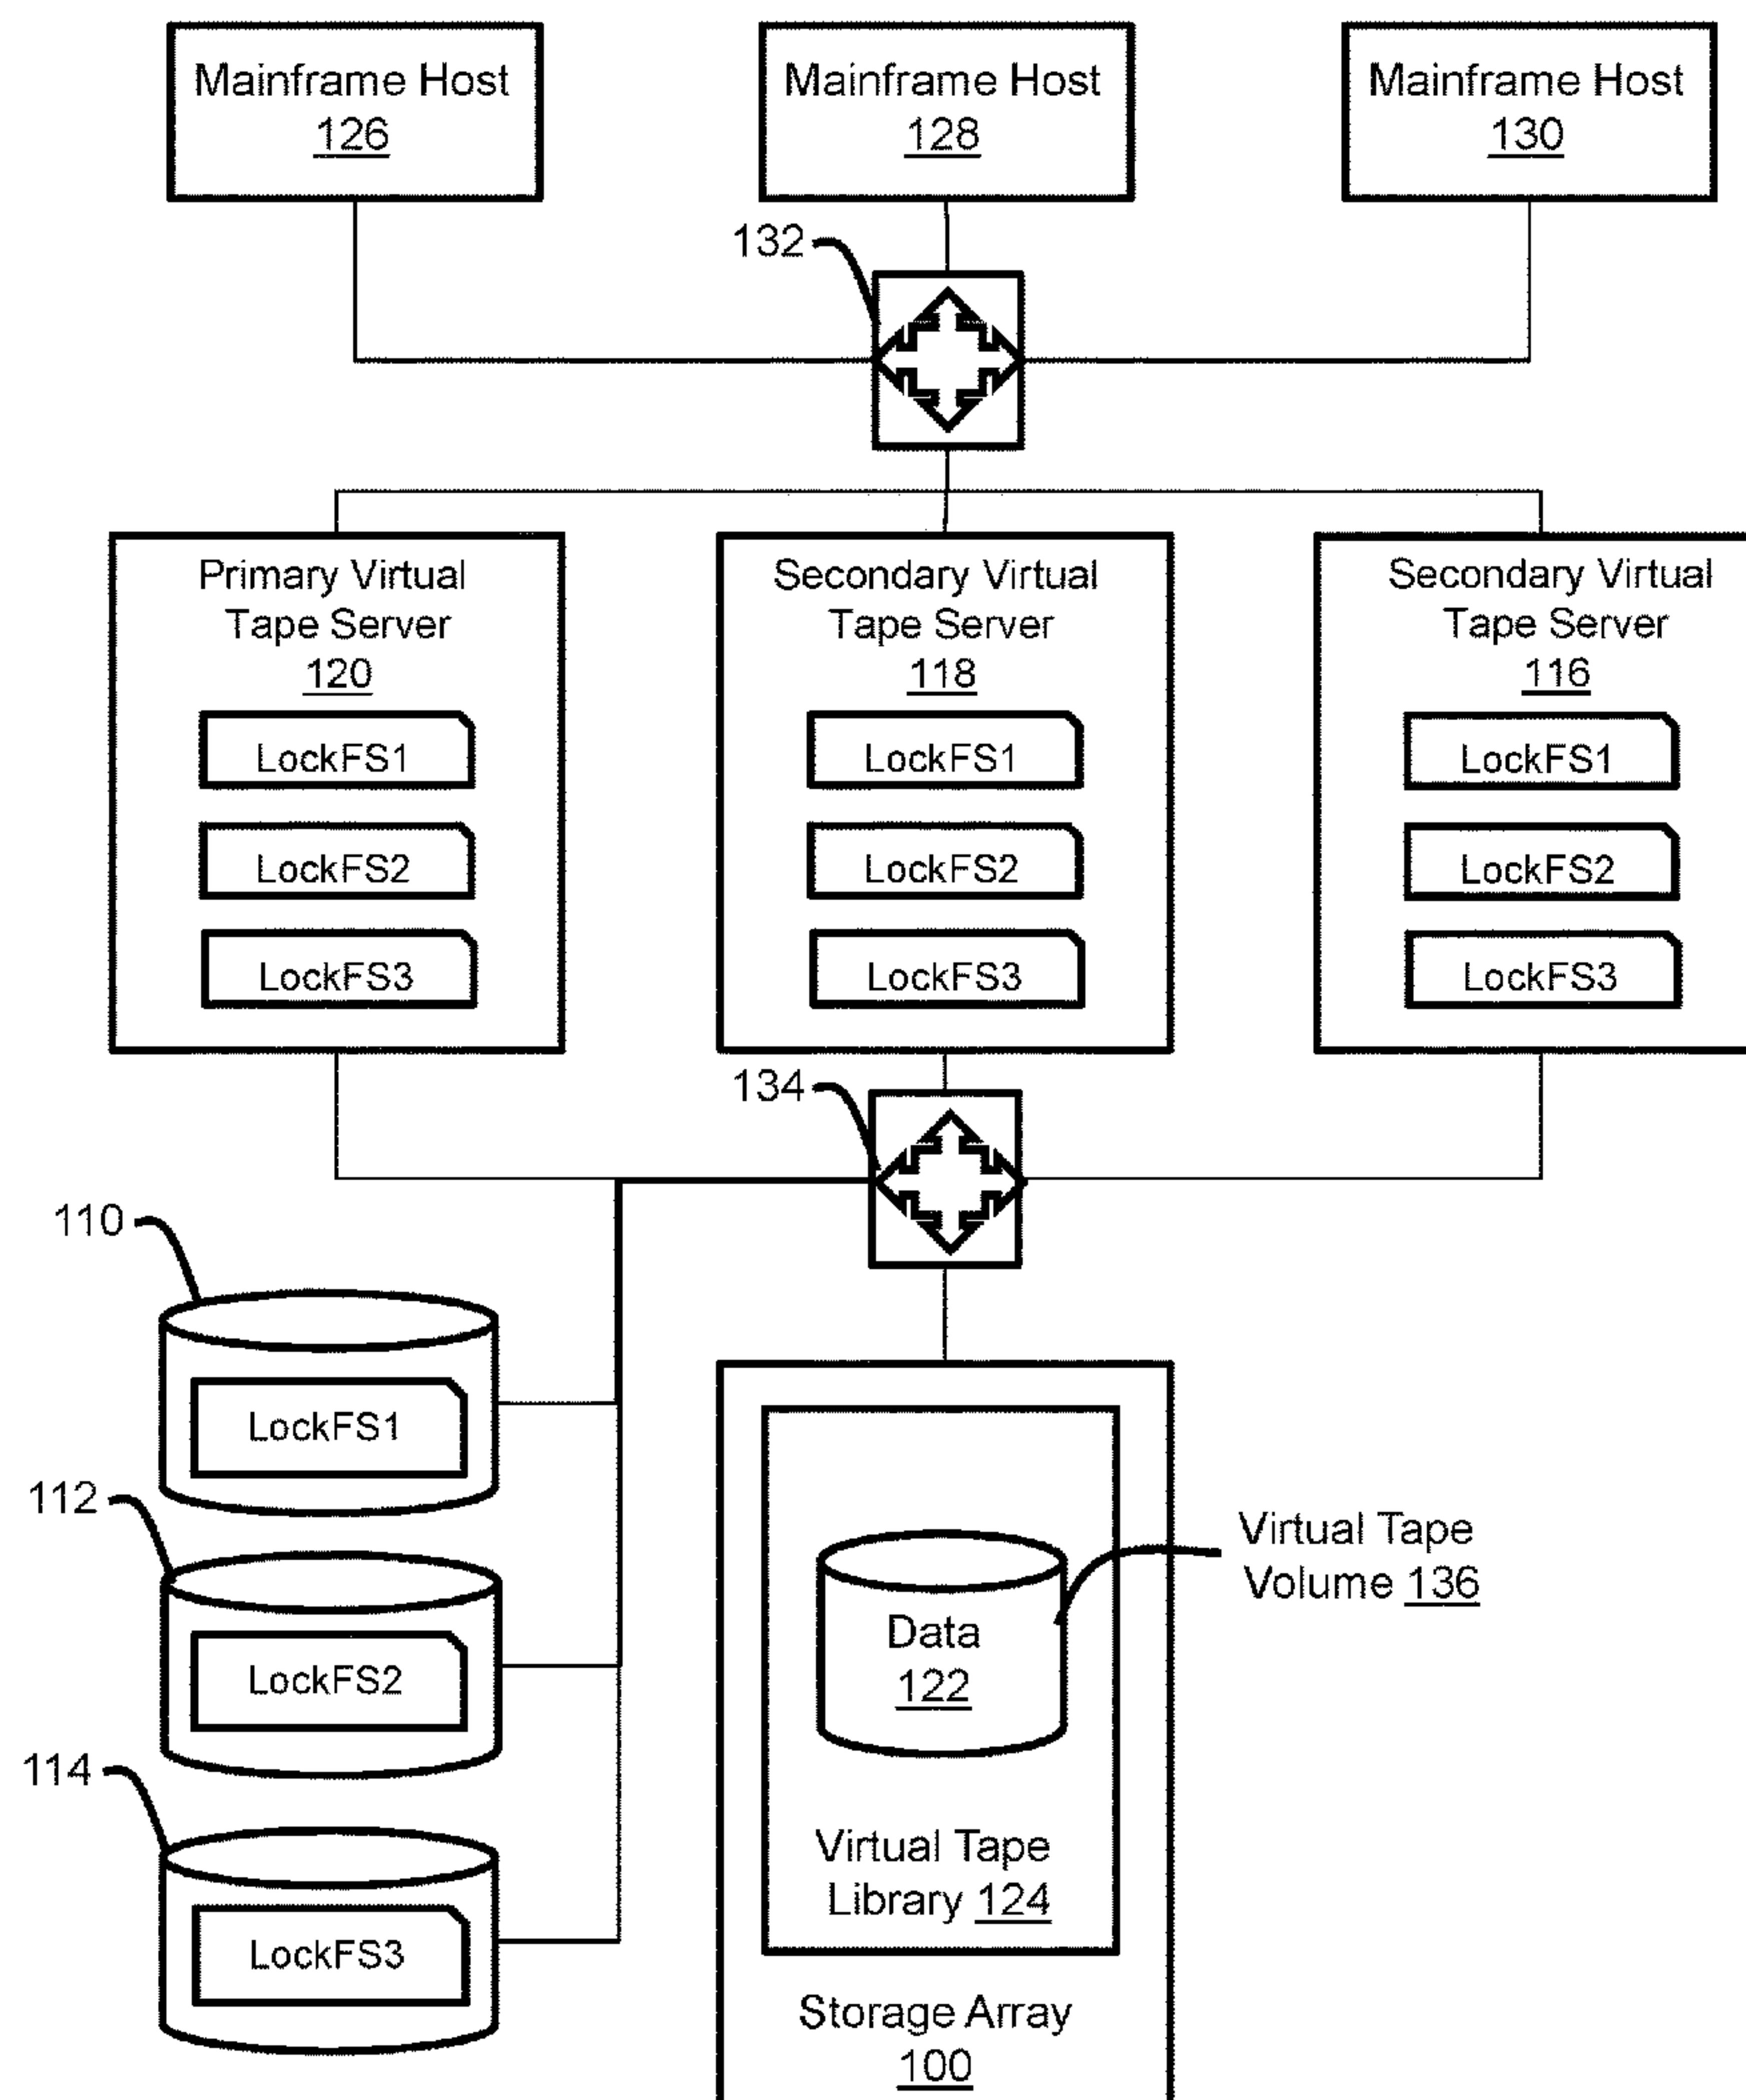 Mainframe Host
126
Mainframe Host
128
Mainframe Host
130
132
Primary Virtual
Tape Server
120
LockFS1
LockFS2
LockFS3
Secondary Virtual
Tape Server
118
LockFS1
LockFS2
LockFS3
Secondary Virtual
Tape Server
116
LockFS1
LockFS2
LockFS3
134
110
LockFS1
112
LockFS2
114
LockFS3
Data
122
Virtual Tape
Volume 136
Virtual Tape
Library 124
Storage Array
100